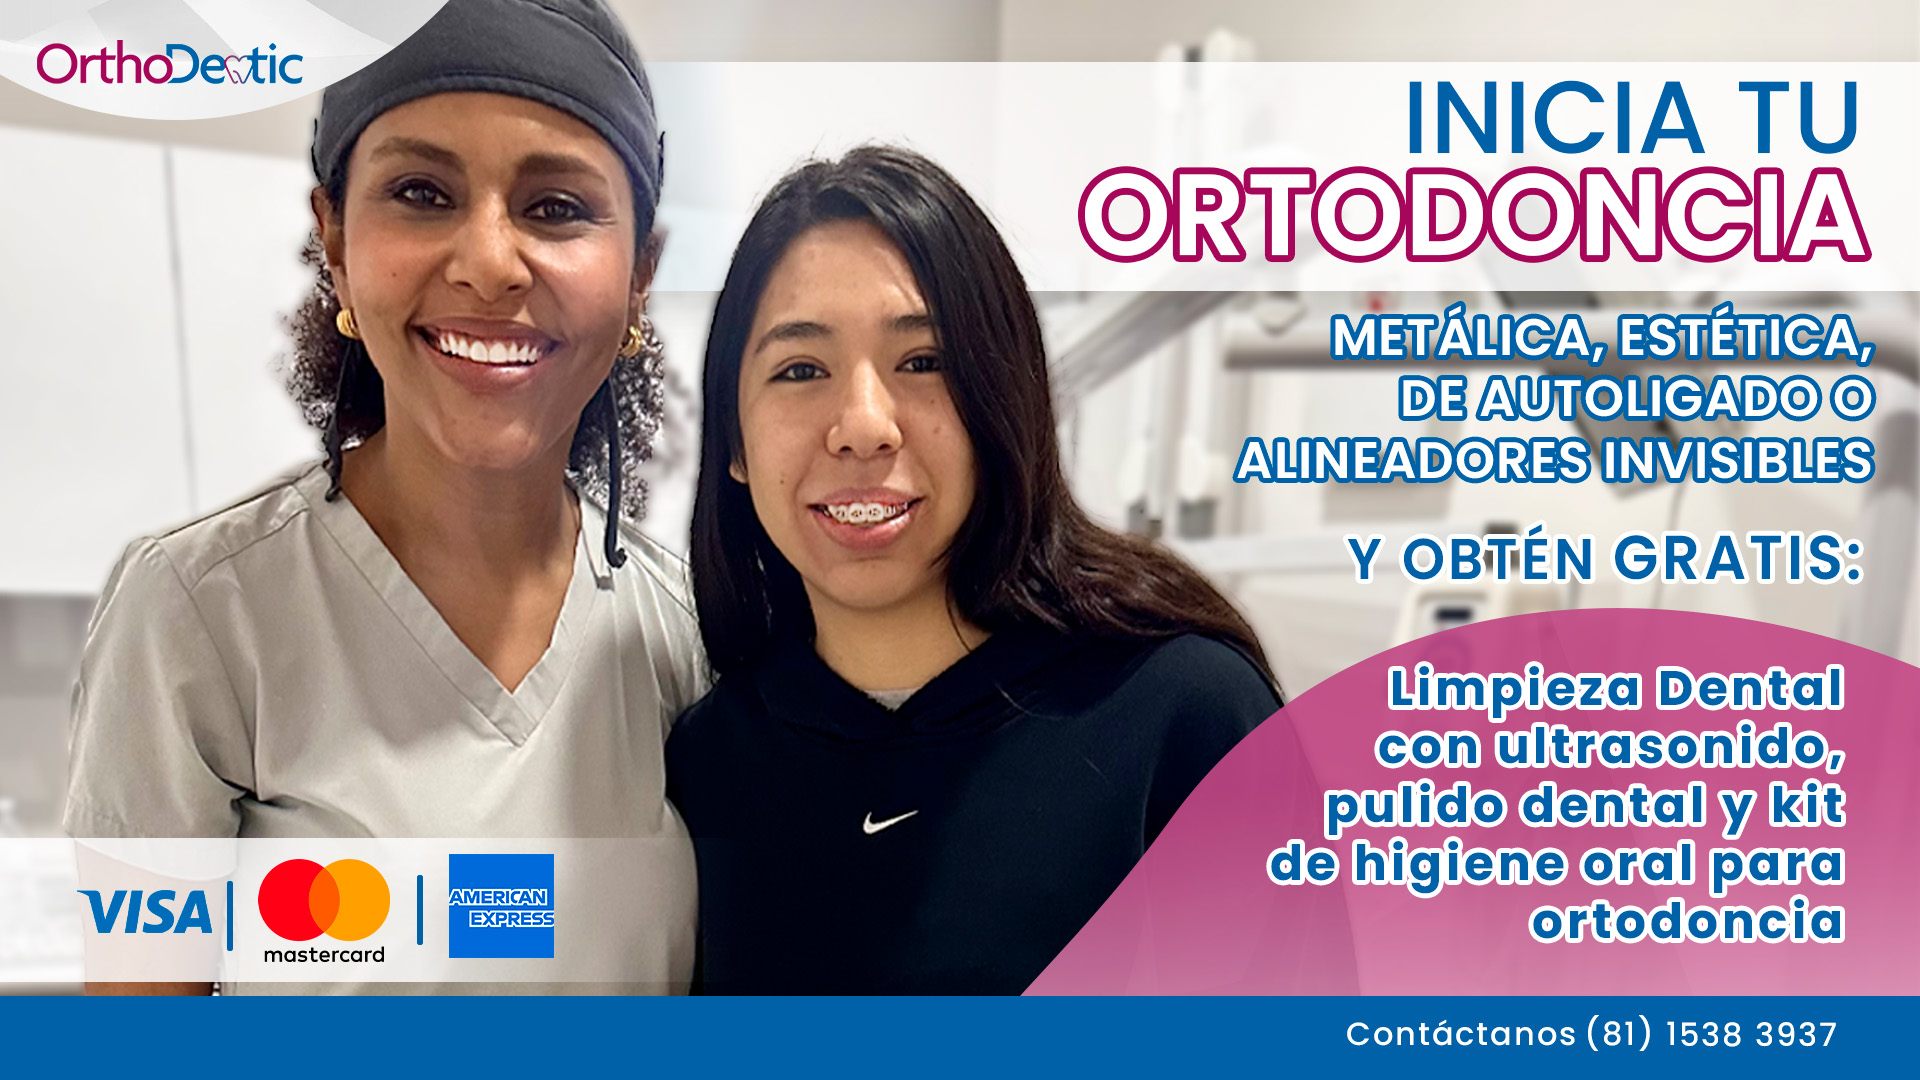 OrthoDentic
INICIA TU
ORTODONCIA
METÁLICA, ESTÉTICA,
DE AUTOLIGADO O
ALINEADORES INVISIBLES
Y OBTÉN GRATIS:
Limpieza Dental
con ultrasonido,
pulido dental y kit
de higiene oral para
ortodoncia
VISA
mastercard
AMERICAN
EXPRESS
Contáctanos (81) 1538 3937